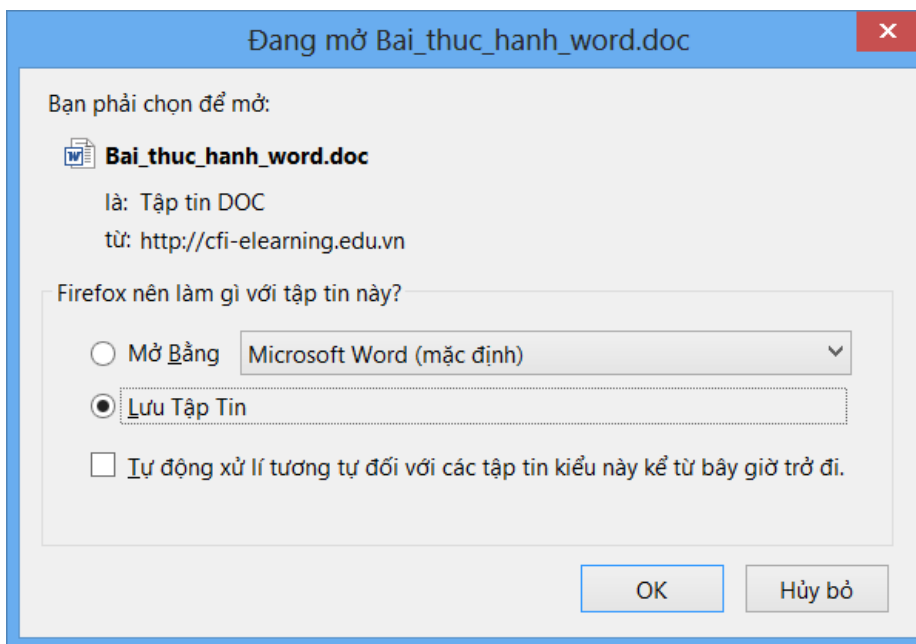 Đang mở Bai_thuc_hanh_word.doc
Bạn phải chọn để mở:
Bai_thuc_hanh_word.doc
là: Tập tin DOC
từ: http://cfi-elearning.edu.vn
Firefox nên làm gì với tập tin này?
Mở Bằng Microsoft Word (mặc định)
Lưu Tập Tin
Tự động xử lí tương tự đối với các tập tin kiểu này kể từ bây giờ trở đi.
OK Hủy bỏ